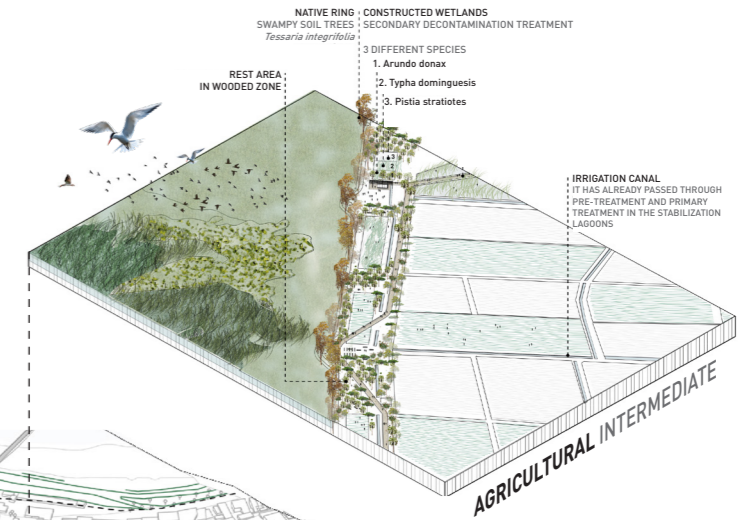 NATIVE RING
SWAMPY SOIL TREES
Tessaria integrifolia
CONSTRUCTED WETLANDS
SECONDARY DECONTAMINATION TREATMENT
3 DIFFERENT SPECIES
1. Arundo donax
2. Typha dominguesis
3. Pistia stratiotes
REST AREA
IN WOODED ZONE
IRRIGATION CANAL
IT HAS ALREADY PASSED THROUGH
PRE-TREATMENT AND PRIMARY
TREATMENT IN THE STABILIZATION
LAGOONS
AGRICULTURAL INTERMEDIATE